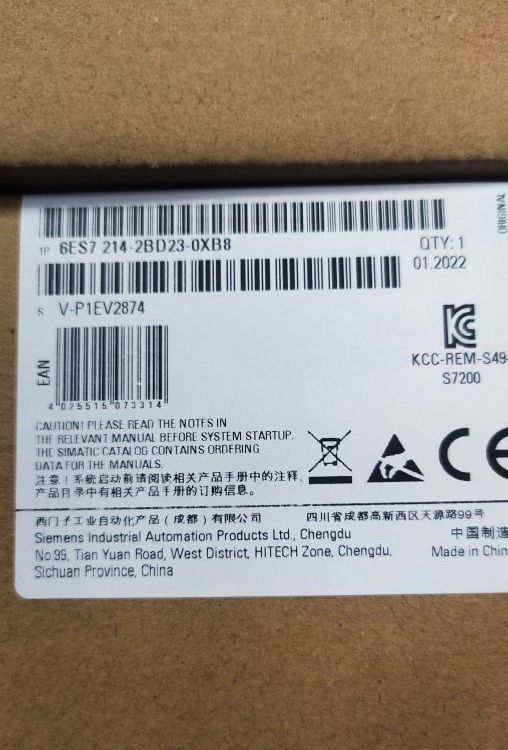 1P 6ES7 214-2BD23-0XB8
QTY: 1
01.2022
S V-P1EV2874
EAN
4 025515 073314
KCC-REM-S49-
S7200
CAUTION! PLEASE READ THE NOTES IN
THE RELEVANT MANUAL BEFORE SYSTEM STARTUP.
THE SIMATIC CATALOG CONTAINS ORDERING
DATA FOR THE MANUALS.
注意！系统启动前请阅读相关产品手册中的注释,
产品目录中有相关产品手册的订购信息。
CE
西门子工业自动化产品（成都）有限公司 四川省成都高新西区天源路99号
Siemens Industrial Automation Products Ltd., Chengdu 中国制造
No.99, Tian Yuan Road, West District, HITECH Zone, Chengdu, Made in Chin
Sichuan Province, China